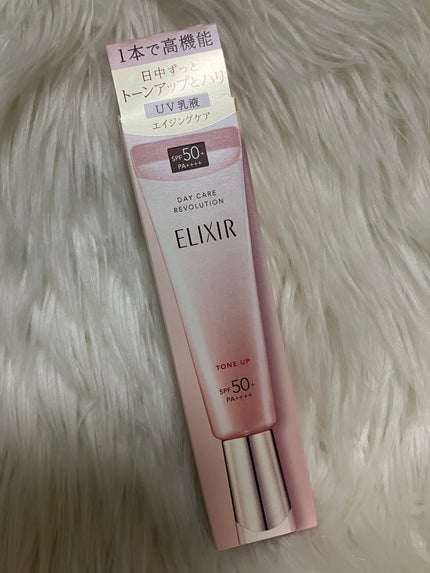 1本で高機能
日中ずっと
トーンアップとハリ
UV乳液
エイジングケア
SPF50+
PA++++
DAY CARE
REVOLUTION
ELIXIR
TONE UP
SPF50+
PA++++